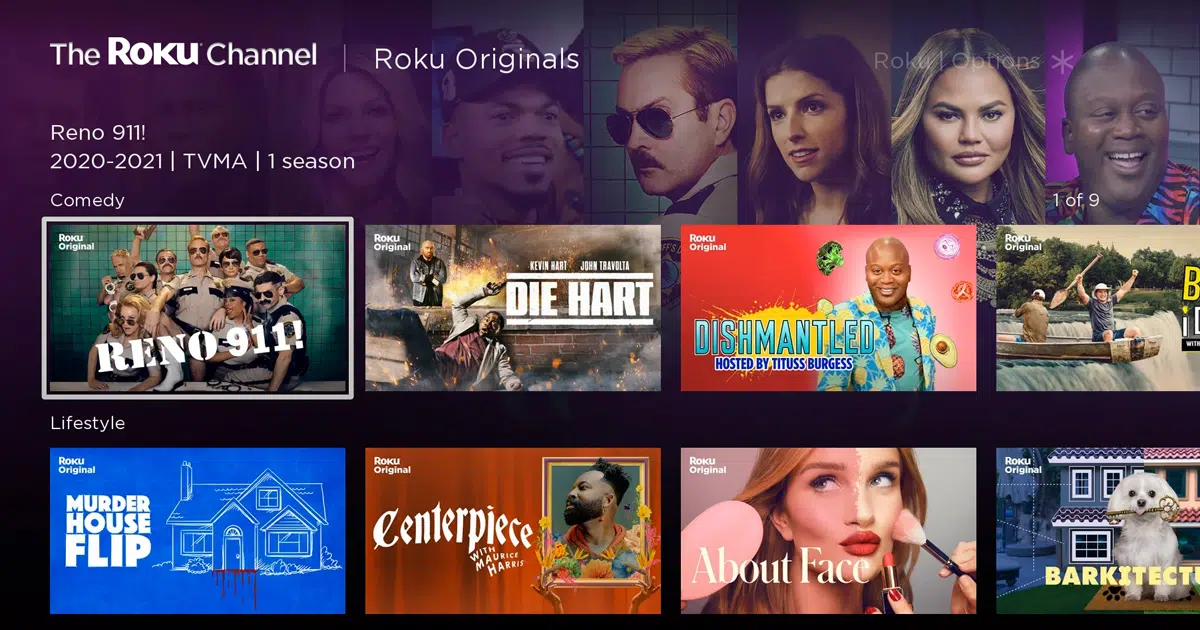 The Roku Channel | Roku Originals
Roku | Options *
Reno 911!
2020-2021 | TVMA | 1 season
Comedy
1 of 9
Roku
Original
RENO 911!
Roku
Original
KEVIN HART JOHN TRAVOLTA
DIE HART
Roku
Original
DISHMANTLED
HOSTED BY TITUSS BURGESS
Roku
Original
Lifestyle
Roku
Original
MURDER
HOUSE
FLIP
Roku
Original
Centerpiece
WITH
MAURICE
HARRIS
Roku
Original
About Face
Roku
Original
BARKITECTU